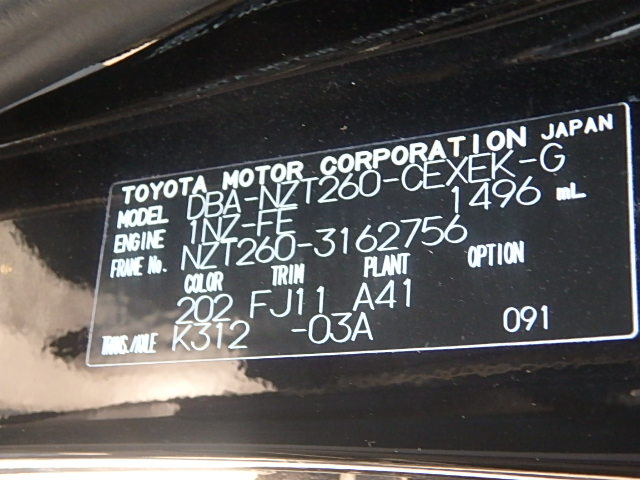 TOYOTA MOTOR CORPORATION JAPAN
MODEL DBA-NZT260-CEXEK-G
ENGINE 1NZ-FE 1496 mL
FRAME No. NZT260-3162756
COLOR TRIM PLANT OPTION
202 FJ11 A41
TRANS./AXLE K312 -03A 091